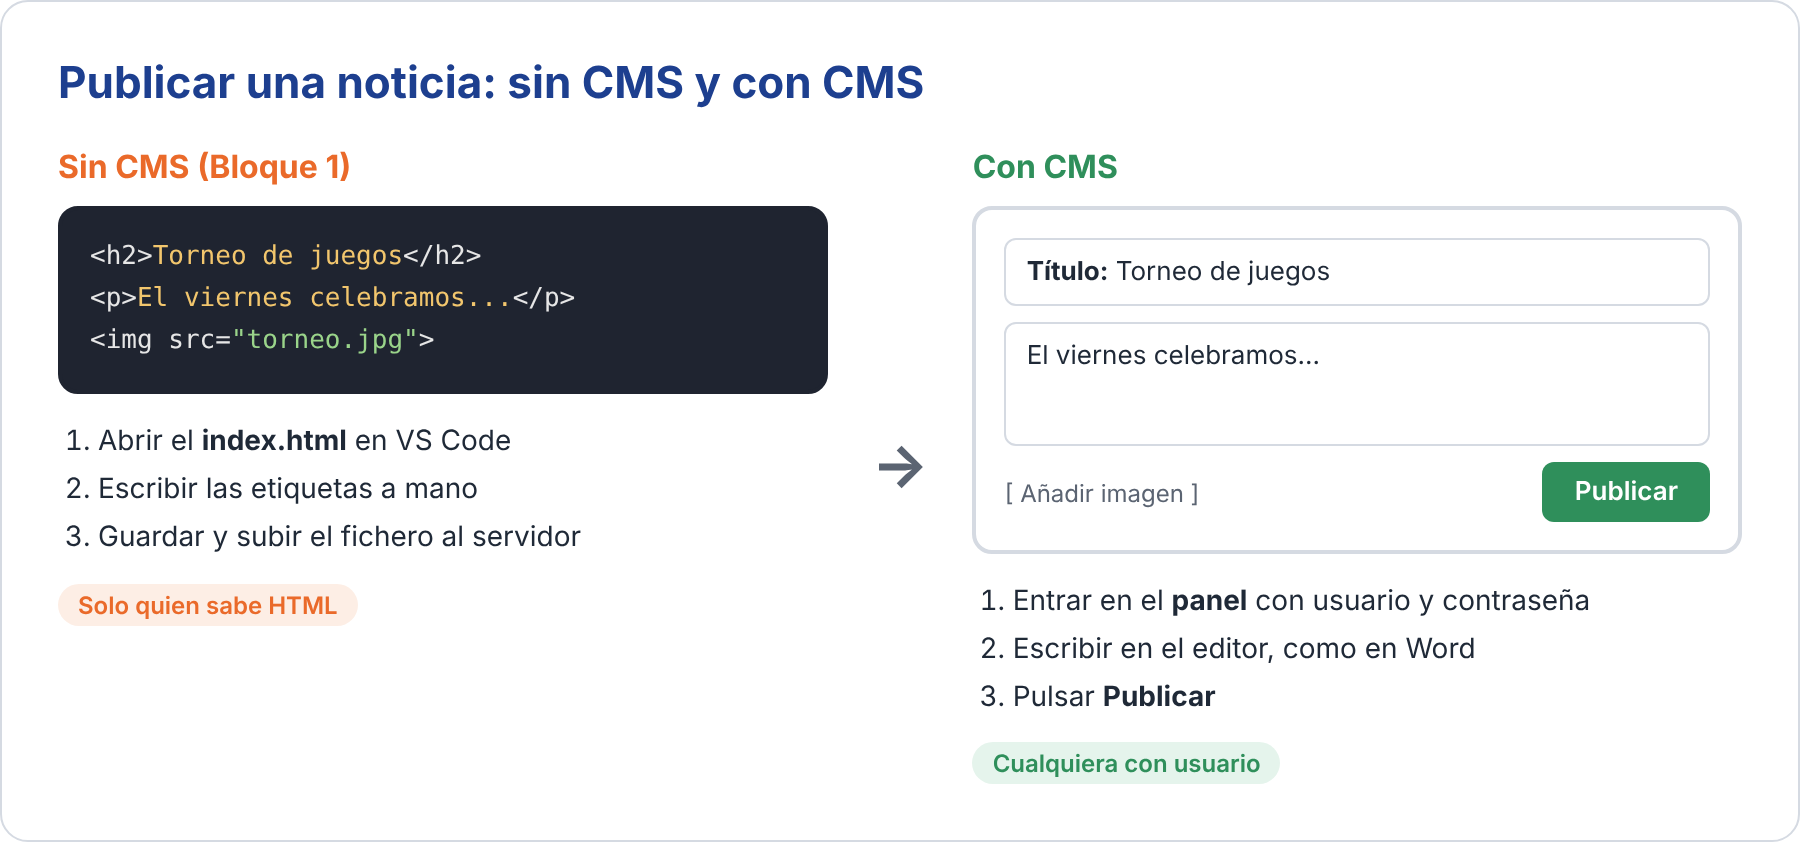 Publicar una noticia: sin CMS y con CMS
Sin CMS (Bloque 1)
<h2>Torneo de juegos</h2>
<p>El viernes celebramos...</p>
<img src="torneo.jpg">
1. Abrir el index.html en VS Code
2. Escribir las etiquetas a mano
3. Guardar y subir el fichero al servidor
Solo quien sabe HTML
→
Con CMS
Título: Torneo de juegos
El viernes celebramos...
[ Añadir imagen ]
Publicar
1. Entrar en el panel con usuario y contraseña
2. Escribir en el editor, como en Word
3. Pulsar Publicar
Cualquiera con usuario